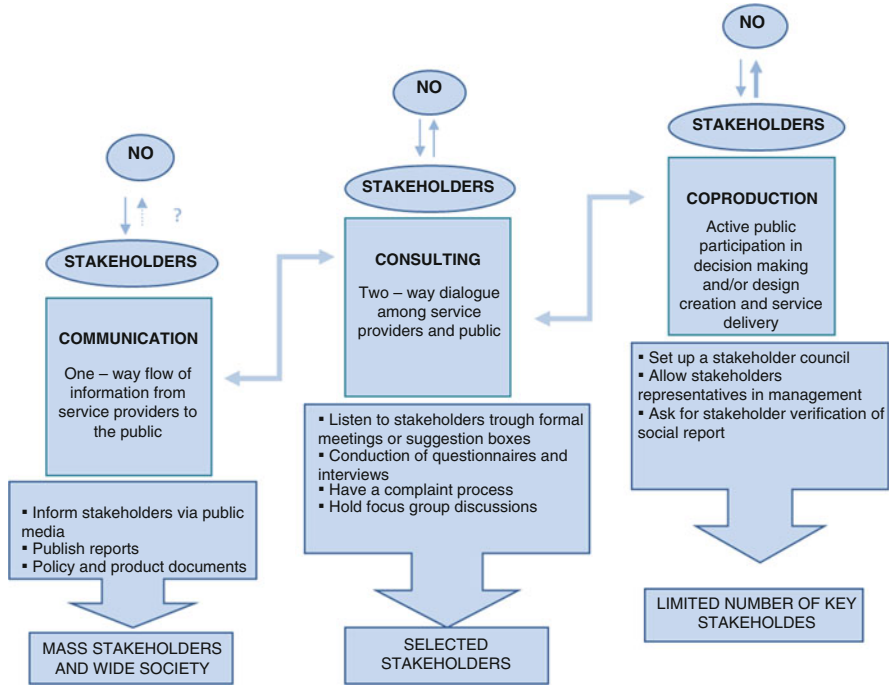 NO
?
STAKEHOLDERS
COMMUNICATION
One – way flow of
information from
service providers to
the public
▪ Inform stakeholders via public
media
▪ Publish reports
▪ Policy and product documents
MASS STAKEHOLDERS
AND WIDE SOCIETY
NO
STAKEHOLDERS
CONSULTING
Two – way dialogue
among service
providers and public
▪ Listen to stakeholders trough formal
meetings or suggestion boxes
▪ Conduction of questionnaires and
interviews
▪ Have a complaint process
▪ Hold focus group discussions
SELECTED
STAKEHOLDERS
NO
STAKEHOLDERS
COPRODUCTION
Active public
participation in
decision making
and/or design
creation and service
delivery
▪ Set up a stakeholder council
▪ Allow stakeholders
representatives in management
▪ Ask for stakeholder verification of
social report
LIMITED NUMBER OF KEY
STAKEHOLDES